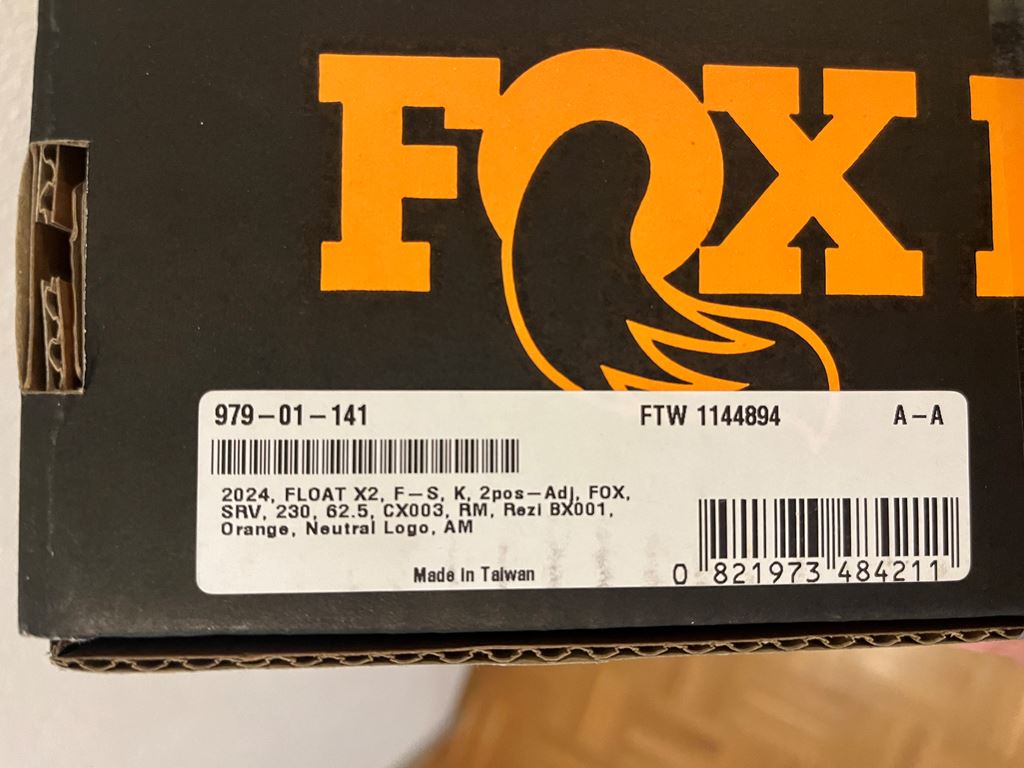 FOX
979-01-141 FTW 1144894 A-A
2024, FLOAT X2, F-S, K, 2pos-Adj, FOX,
SRV, 230, 62.5, CX003, RM, Rezi BX001,
Orange, Neutral Logo, AM
Made In Taiwan
0 821973 484211